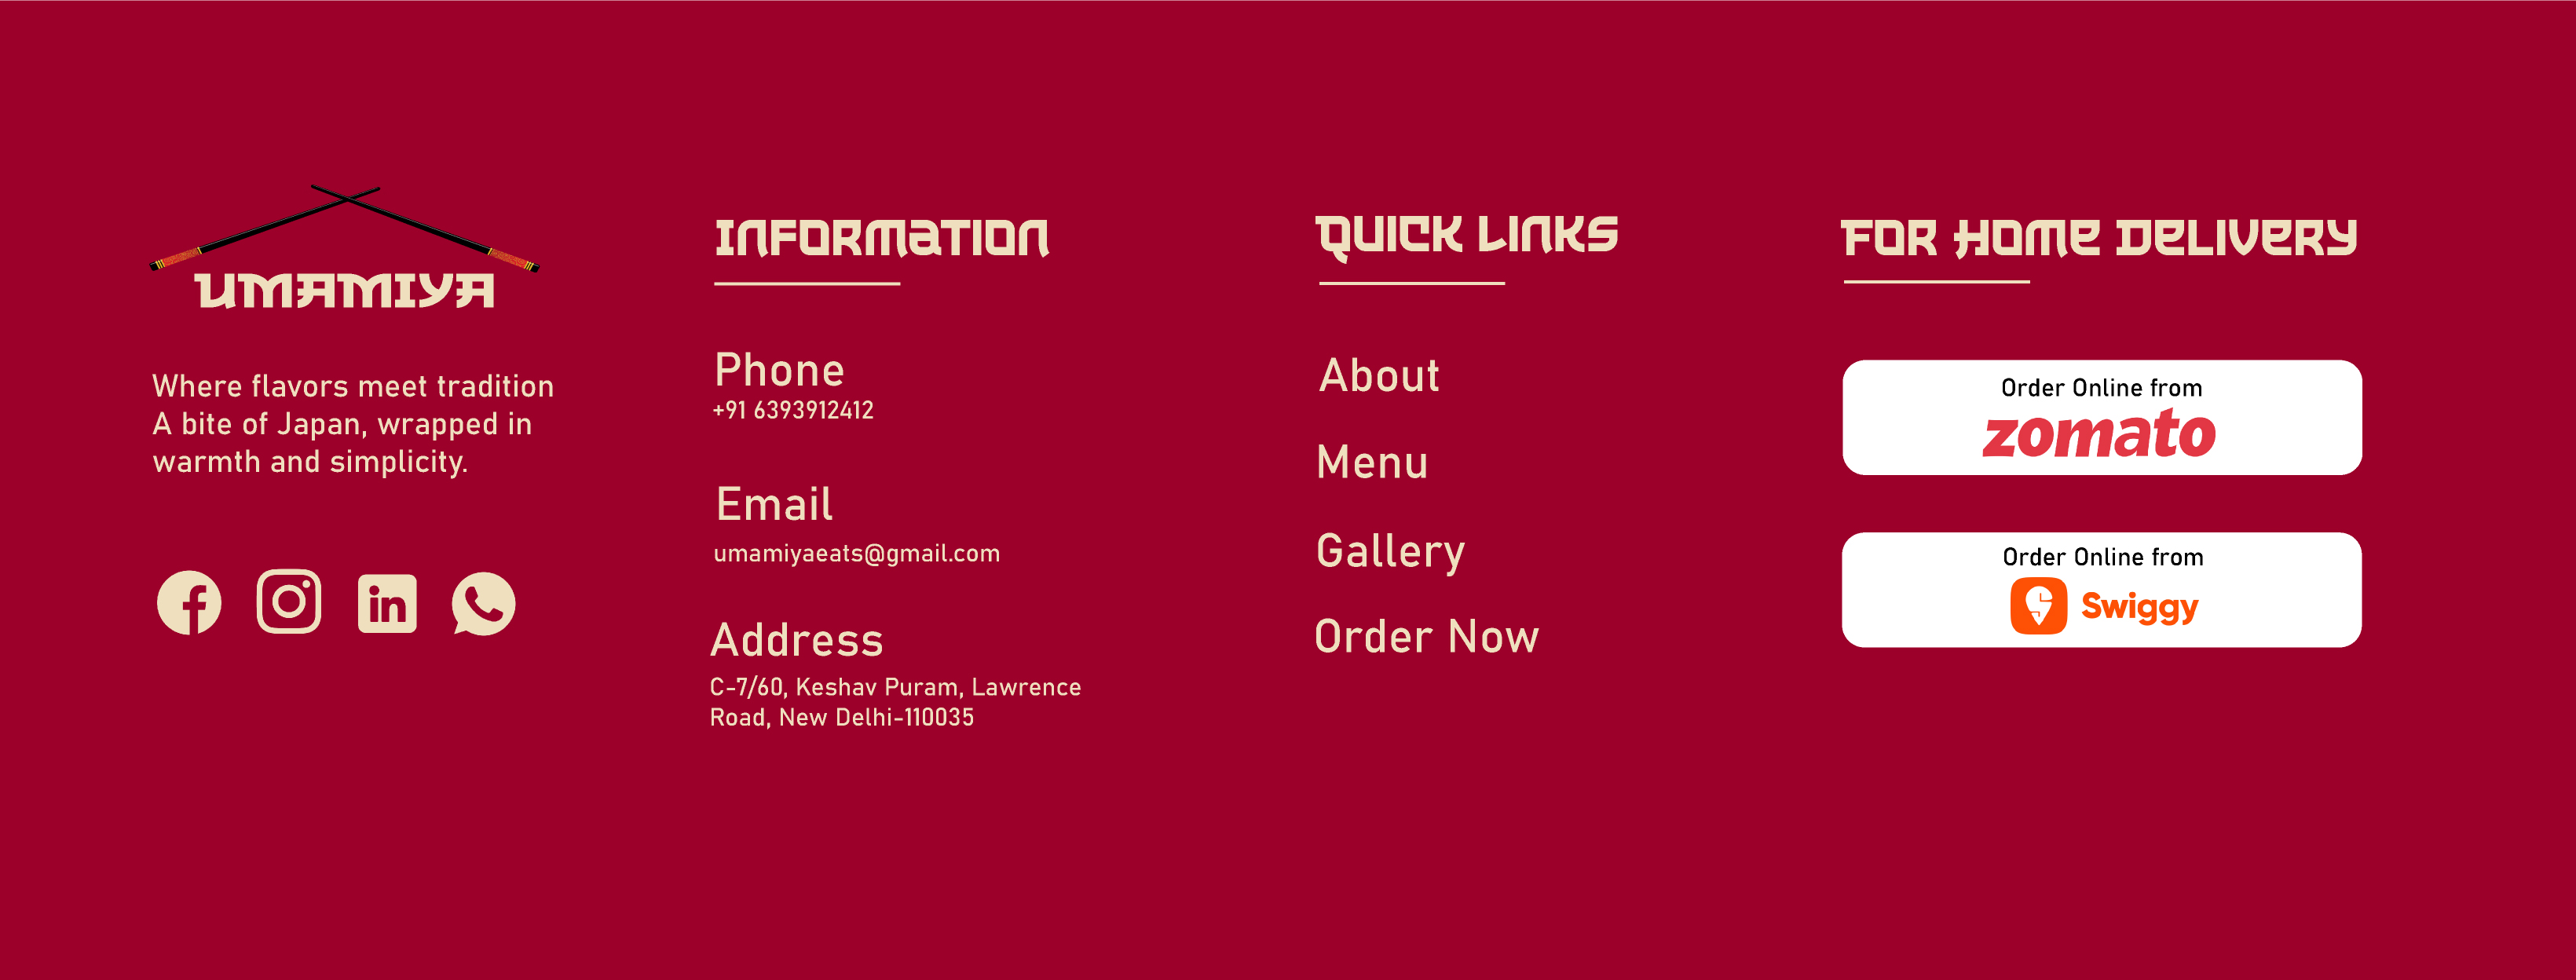 UMAMIYA
Where flavors meet tradition
A bite of Japan, wrapped in
warmth and simplicity.
INFORMATION
Phone
+91 6393912412
Email
umamiyaeats@gmail.com
Address
C-7/60, Keshav Puram, Lawrence
Road, New Delhi-110035
QUICK LINKS
About
Menu
Gallery
Order Now
FOR HOME DELIVERY
Order Online from
zomato
Order Online from
Swiggy